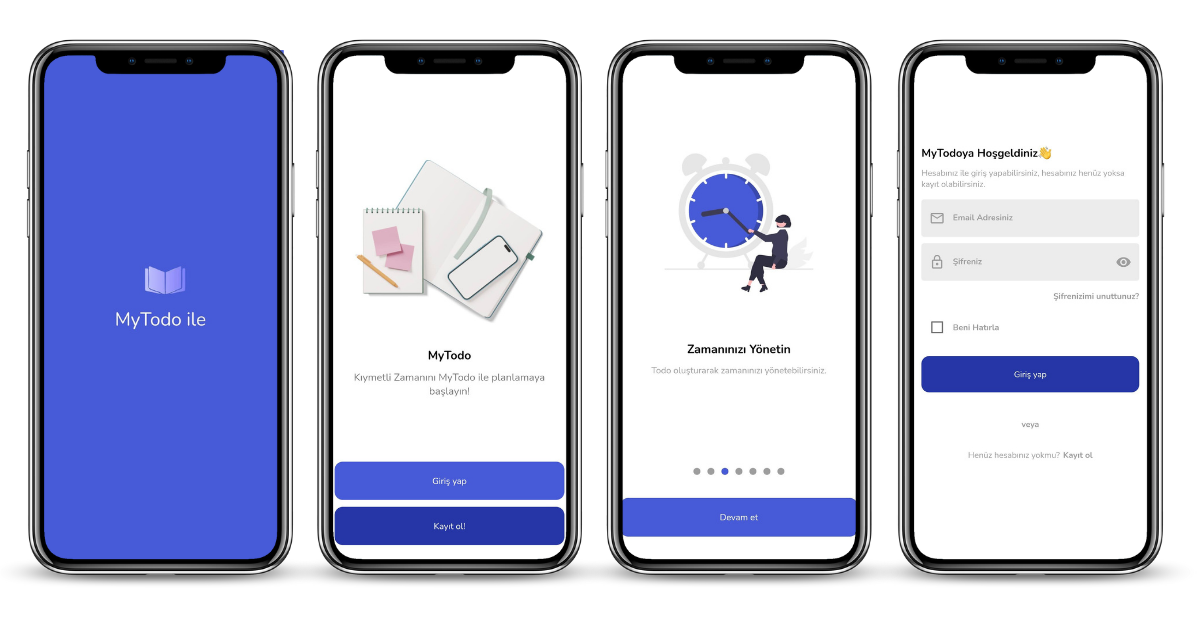 MyTodo ile
MyTodo
Kıymetli Zamanını MyTodo ile planlamaya
başlayın!
Giriş yap
Kayıt ol!
Zamanınızı Yönetin
Todo oluşturarak zamanınızı yönetebilirsiniz.
Devam et
MyTodoya Hoşgeldiniz👋
Hesabınız ile giriş yapabilirsiniz, hesabınız henüz yoksa
kayıt olabilirsiniz.
Email Adresiniz
Şifreniz
Şifrenizimi unuttunuz?
Beni Hatırla
Giriş yap
veya
Henüz hesabınız yokmu? Kayıt ol